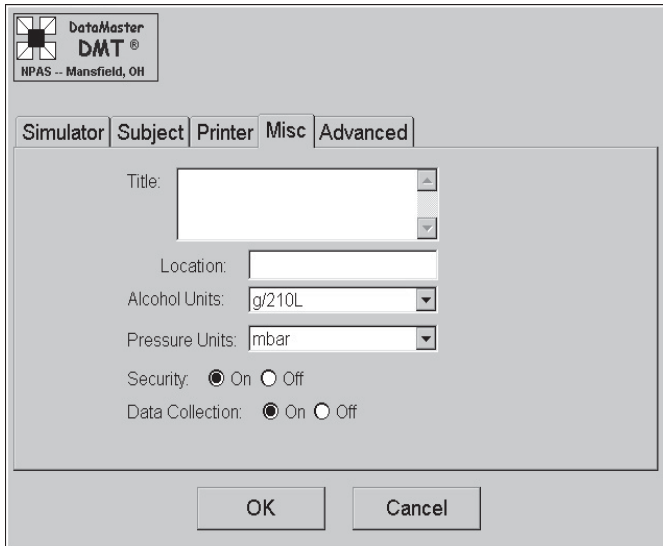 DataMaster
DMT ®
NPAS -- Mansfield, OH
Simulator Subject Printer Misc Advanced
Title:
Location:
Alcohol Units: g/210L
Pressure Units: mbar
Security: On Off
Data Collection: On Off
OK Cancel